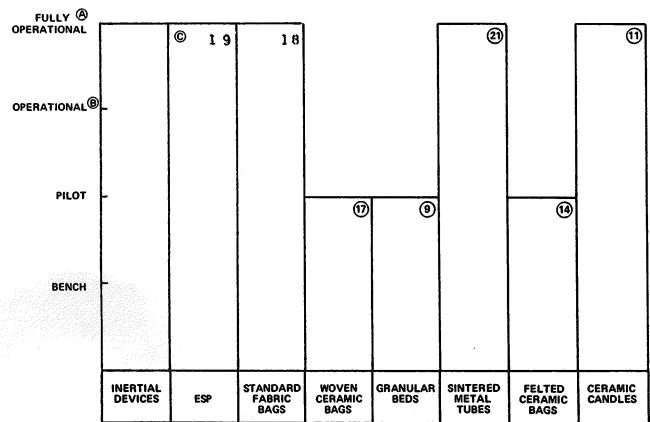 FULLY Ⓐ
OPERATIONAL
Ⓒ 19
18
㉑
⑪
OPERATIONAL Ⓑ
PILOT
⑰
⑨
⑭
BENCH
INERTIAL
DEVICES
ESP
STANDARD
FABRIC
BAGS
WOVEN
CERAMIC
BAGS
GRANULAR
BEDS
SINTERED
METAL
TUBES
FELTED
CERAMIC
BAGS
CERAMIC
CANDLES